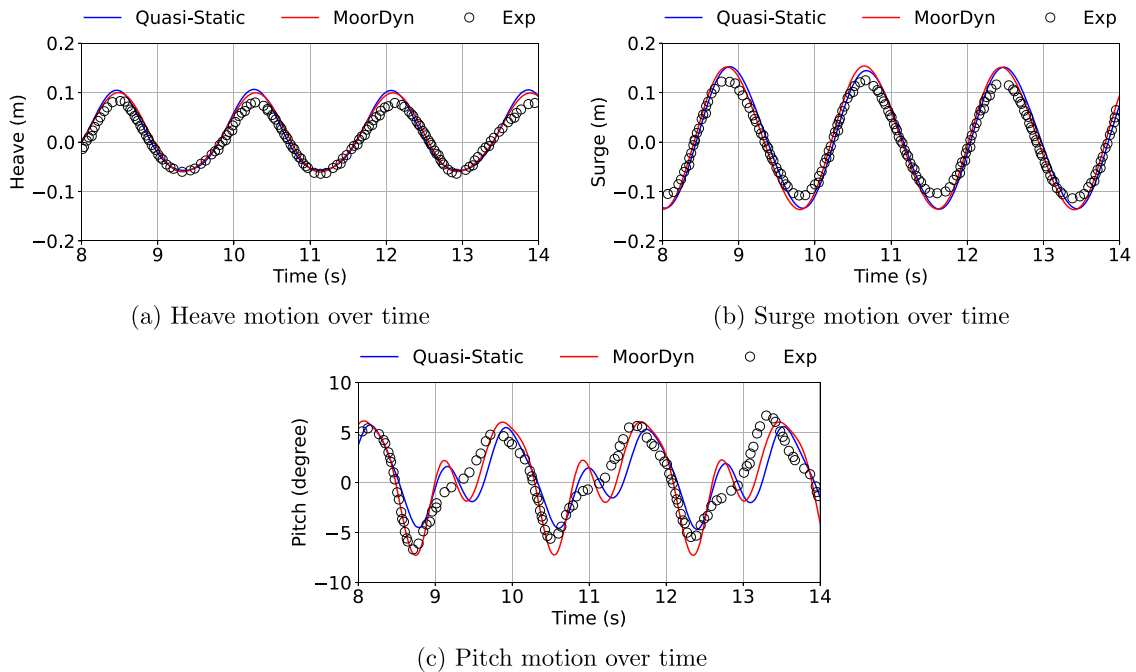 Quasi-Static MoorDyn Exp
Quasi-Static MoorDyn Exp
0.2
0.1
0.0
−0.1
−0.2
Heave (m)
8 9 10 11 12 13 14
Time (s)
0.2
0.1
0.0
−0.1
−0.2
Surge (m)
8 9 10 11 12 13 14
Time (s)
(a) Heave motion over time
(b) Surge motion over time
Quasi-Static MoorDyn Exp
10
5
0
−5
−10
Pitch (degree)
8 9 10 11 12 13 14
Time (s)
(c) Pitch motion over time